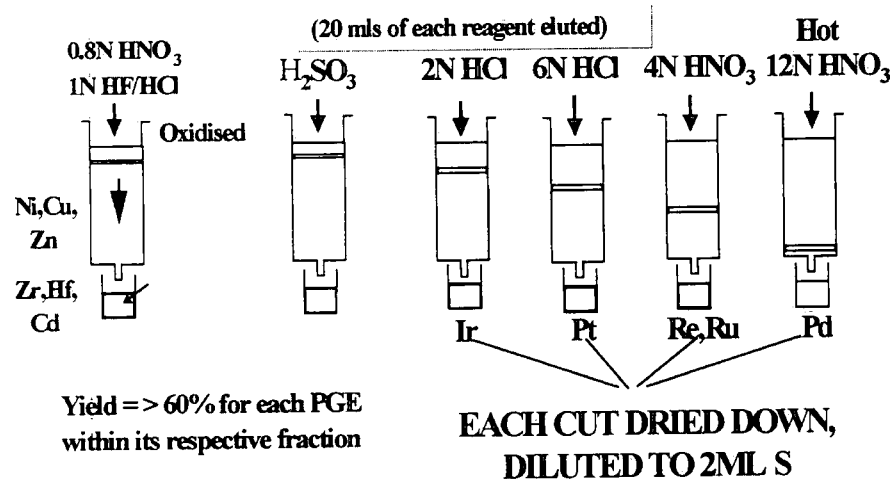 (20 mls of each reagent eluted)
0.8N HNO₃
1N HF/HCl
Oxidised
H₂SO₃
2N HCl
6N HCl
4N HNO₃
Hot
12N HNO₃
Ni,Cu,
Zn
Zr,Hf,
Cd
Ir
Pt
Re,Ru
Pd
Yield = > 60% for each PGE
within its respective fraction
EACH CUT DRIED DOWN,
DILUTED TO 2ML S